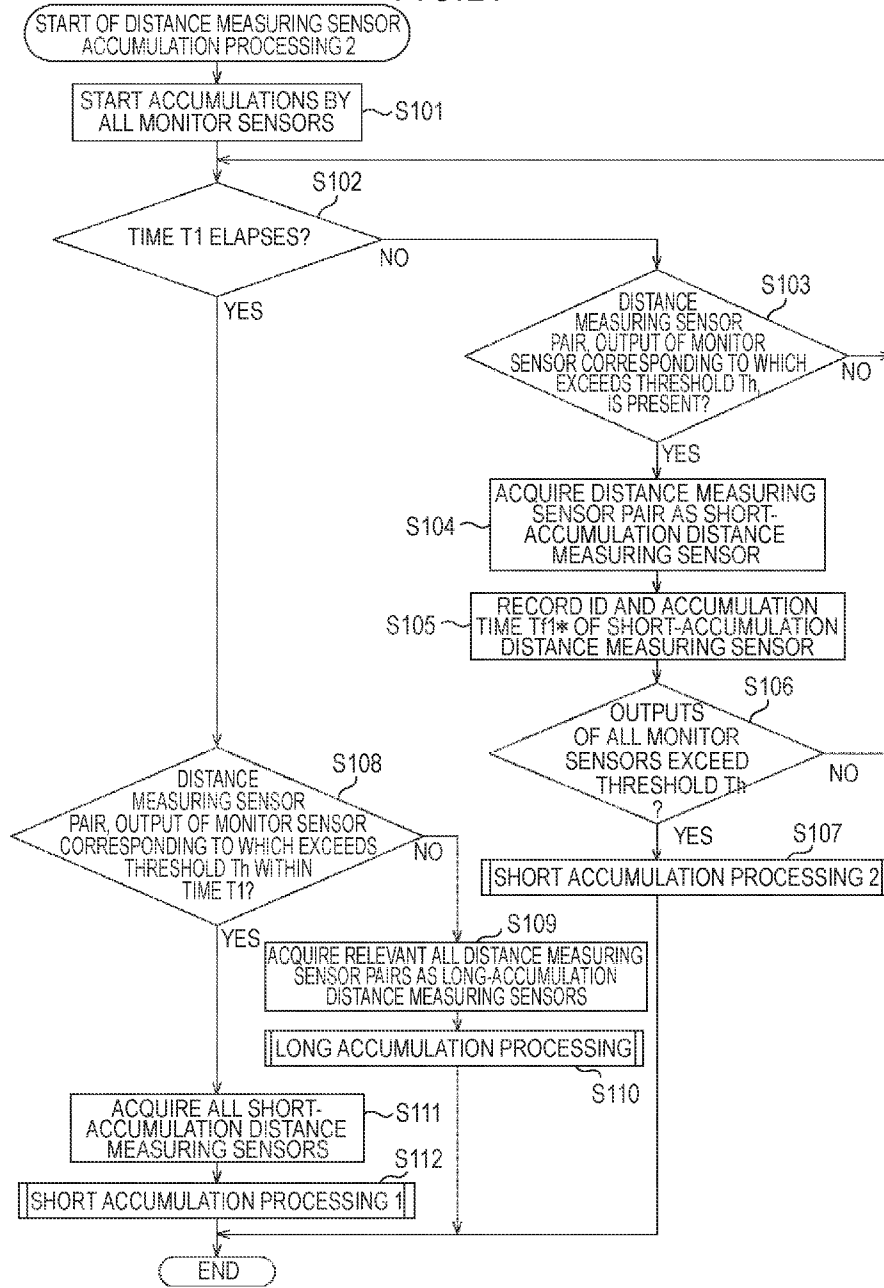 START OF DISTANCE MEASURING SENSOR
ACCUMULATION PROCESSING 2
START ACCUMULATIONS BY
ALL MONITOR SENSORS
S101
S102
TIME T1 ELAPSES?
NO
YES
S103
DISTANCE
MEASURING SENSOR
PAIR, OUTPUT OF MONITOR
SENSOR CORRESPONDING TO WHICH
EXCEEDS THRESHOLD Th,
IS PRESENT?
NO
YES
S104
ACQUIRE DISTANCE MEASURING
SENSOR PAIR AS SHORT-
ACCUMULATION DISTANCE
MEASURING SENSOR
S105
RECORD ID AND ACCUMULATION
TIME Tf1* OF SHORT-ACCUMULATION
DISTANCE MEASURING SENSOR
S106
OUTPUTS
OF ALL MONITOR
SENSORS EXCEED
THRESHOLD Th
?
NO
YES
S107
SHORT ACCUMULATION PROCESSING 2
S108
DISTANCE
MEASURING SENSOR
PAIR, OUTPUT OF MONITOR SENSOR
CORRESPONDING TO WHICH EXCEEDS
THRESHOLD Th WITHIN
TIME T1?
NO
YES
S109
ACQUIRE RELEVANT ALL DISTANCE MEASURING
SENSOR PAIRS AS LONG-ACCUMULATION
DISTANCE MEASURING SENSORS
LONG ACCUMULATION PROCESSING
S110
ACQUIRE ALL SHORT-
ACCUMULATION DISTANCE
MEASURING SENSORS
S111
S112
SHORT ACCUMULATION PROCESSING 1
END